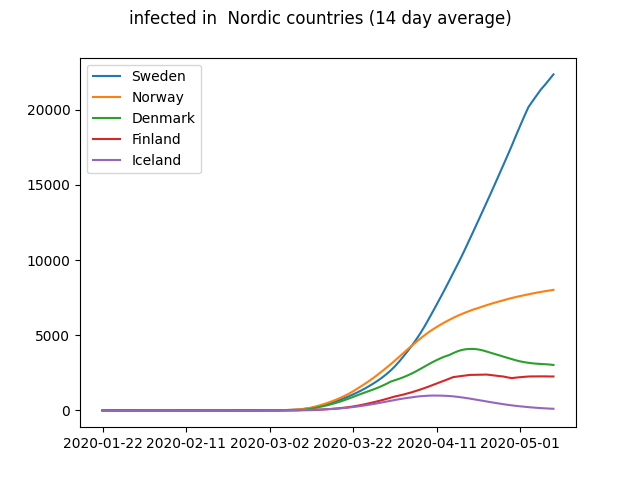 infected in  Nordic countries (14 day average)
Sweden
Norway
Denmark
Finland
Iceland
20000
15000
10000
5000
0
2020-01-22 2020-02-11 2020-03-02 2020-03-22 2020-04-11 2020-05-01